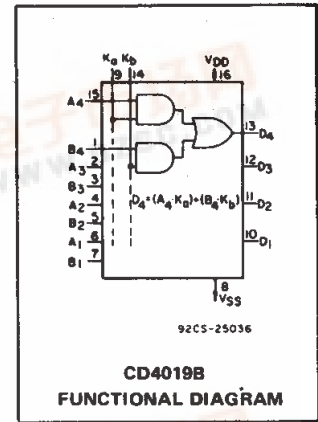 Ka Kb
9 14
VDD
16
15
A4
13
D4
1
B4
2
A3
12
D3
3
B3
4
A2
D4=(A4·Ka)+(B4·Kb)
11
D2
5
B2
6
A1
10
D1
7
B1
8
VSS
92CS-25036
CD4019B
FUNCTIONAL DIAGRAM